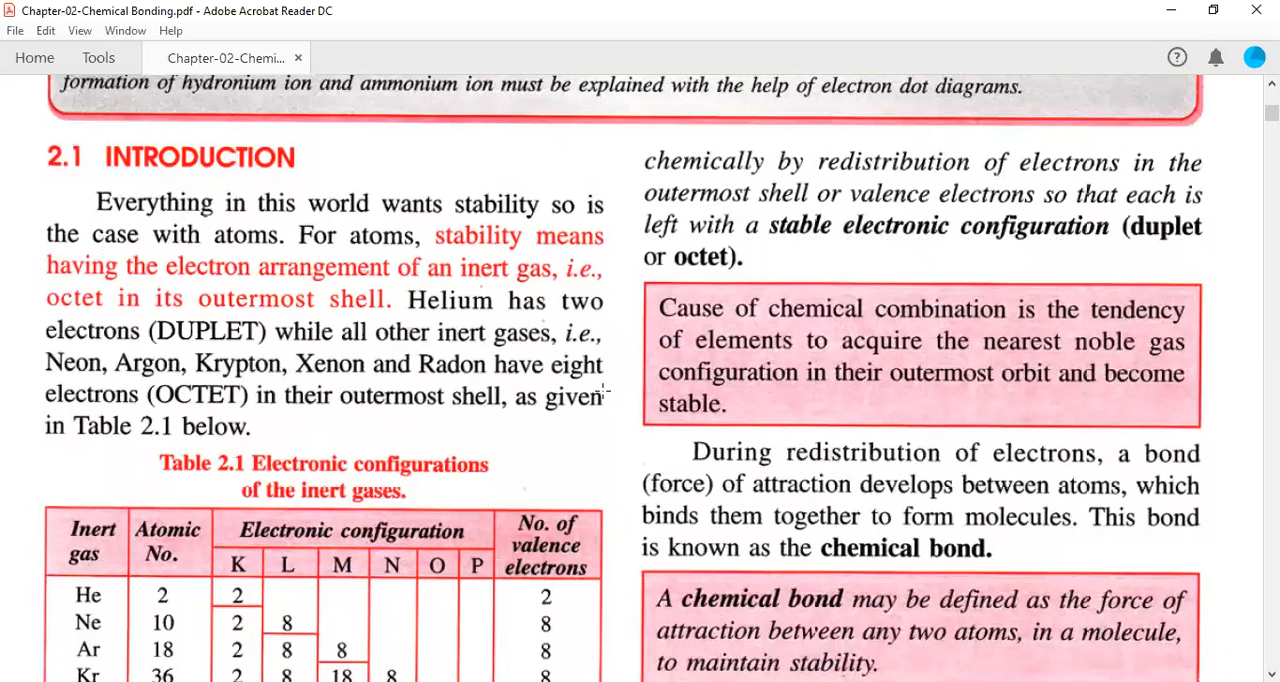 Chapter-02-Chemical Bonding.pdf - Adobe Acrobat Reader DC
File Edit View Window Help
Home Tools Chapter-02-Chemi... ×
formation of hydronium ion and ammonium ion must be explained with the help of electron dot diagrams.
2.1 INTRODUCTION
Everything in this world wants stability so is
the case with atoms. For atoms, stability means
having the electron arrangement of an inert gas, i.e.,
octet in its outermost shell. Helium has two
electrons (DUPLET) while all other inert gases, i.e.,
Neon, Argon, Krypton, Xenon and Radon have eight
electrons (OCTET) in their outermost shell, as given
in Table 2.1 below.
Table 2.1 Electronic configurations
of the inert gases.
Inert gas Atomic No. Electronic configuration No. of valence electrons
K L M N O P
He 2 2 2
Ne 10 2 8 8
Ar 18 2 8 8 8
Kr 36 2 8 18 8 8
chemically by redistribution of electrons in the
outermost shell or valence electrons so that each is
left with a stable electronic configuration (duplet
or octet).
Cause of chemical combination is the tendency
of elements to acquire the nearest noble gas
configuration in their outermost orbit and become
stable.
During redistribution of electrons, a bond
(force) of attraction develops between atoms, which
binds them together to form molecules. This bond
is known as the chemical bond.
A chemical bond may be defined as the force of
attraction between any two atoms, in a molecule,
to maintain stability.